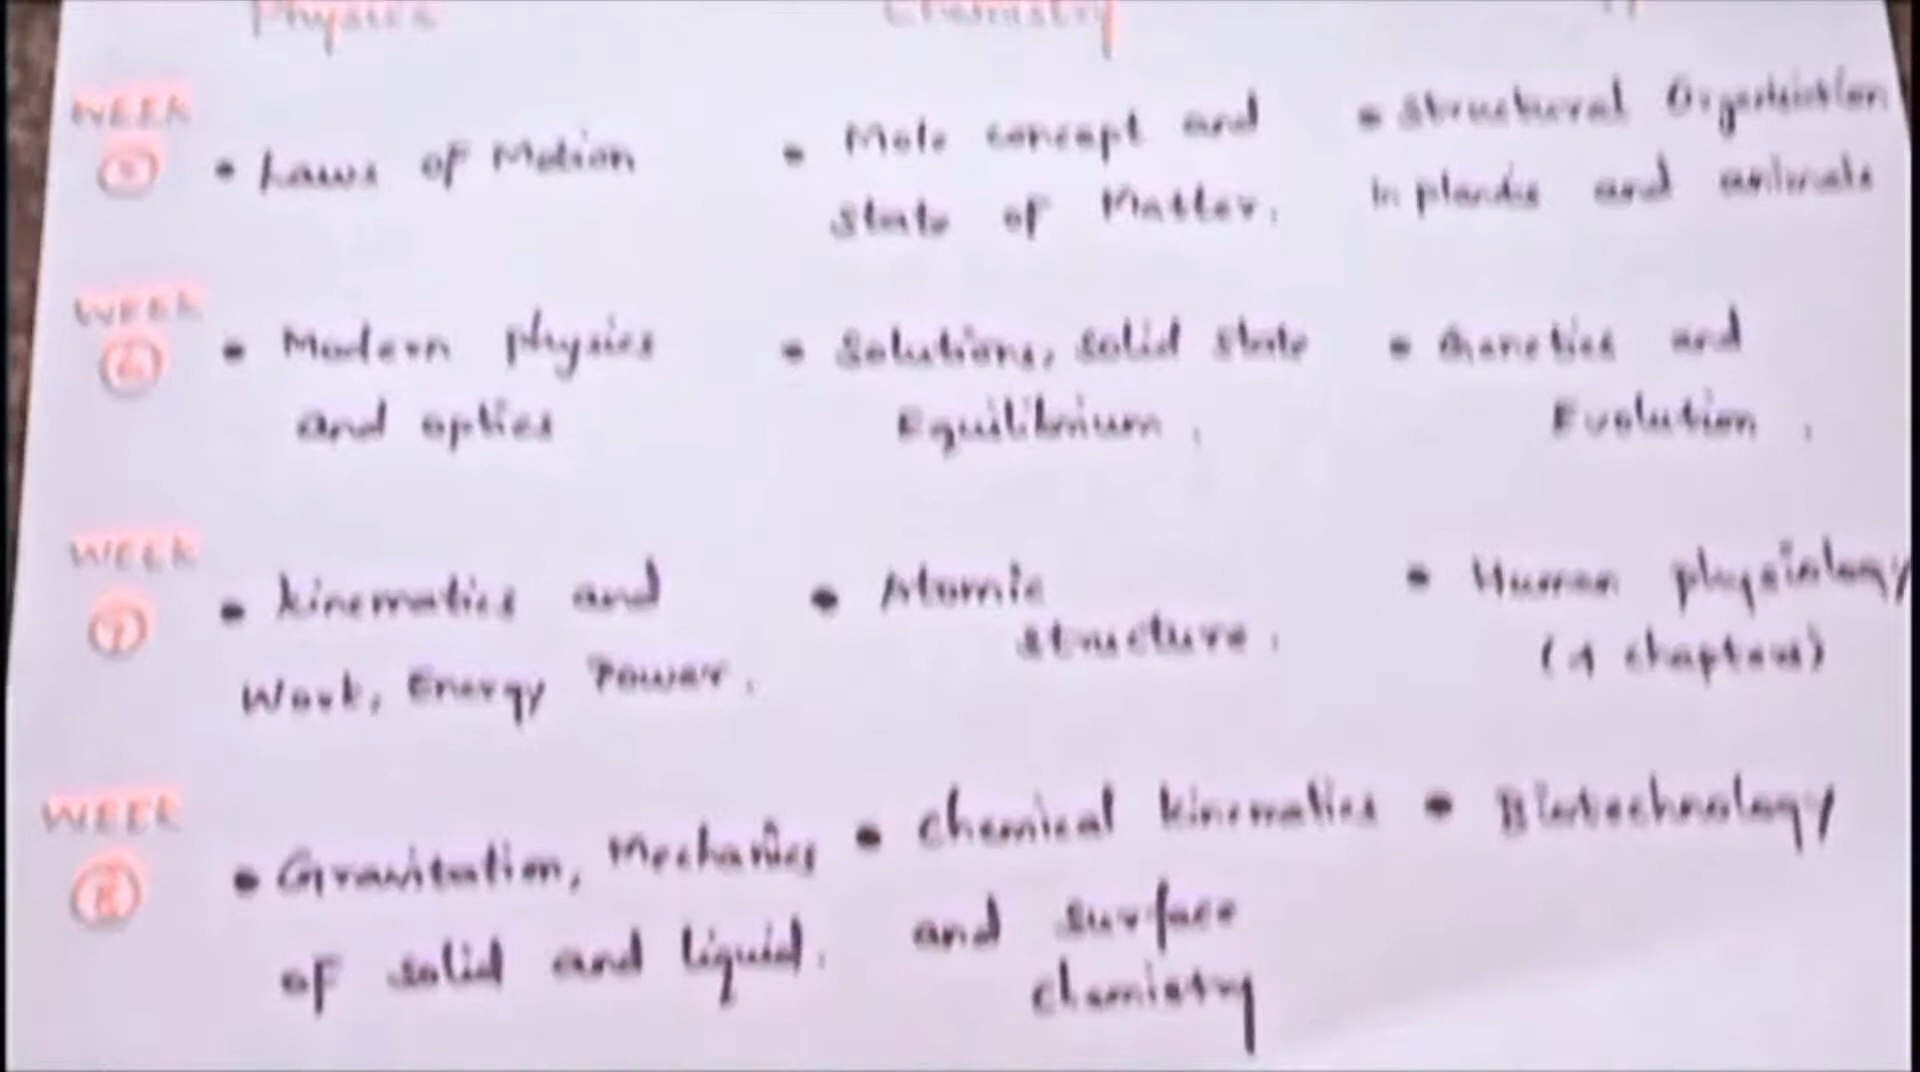 Physics
Chemistry
WEEK
5
• Laws of Motion
• Mole concept and
state of Matter.
• Structural Organisation
in plants and animals
WEEK
6
• Modern physics
and optics
• Solutions, solid state
Equilibrium.
• Genetics and
Evolution.
WEEK
7
• Kinematics and
Work, Energy Power.
• Atomic
structure.
• Human physiology
( chapters)
WEEK
8
• Gravitation, Mechanics
of solid and liquid.
• Chemical kinematics
and surface
chemistry
• Biotechnology